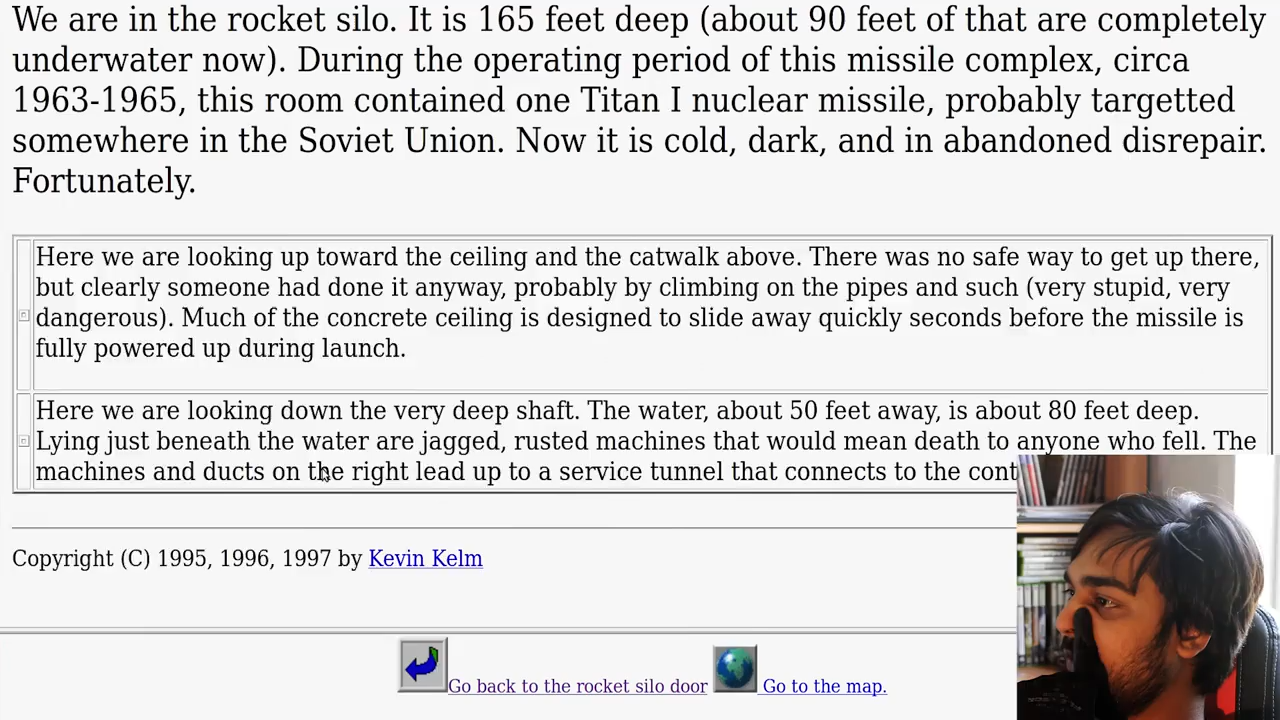 We are in the rocket silo. It is 165 feet deep (about 90 feet of that are completely
underwater now). During the operating period of this missile complex, circa
1963-1965, this room contained one Titan I nuclear missile, probably targetted
somewhere in the Soviet Union. Now it is cold, dark, and in abandoned disrepair.
Fortunately.
Here we are looking up toward the ceiling and the catwalk above. There was no safe way to get up there,
but clearly someone had done it anyway, probably by climbing on the pipes and such (very stupid, very
dangerous). Much of the concrete ceiling is designed to slide away quickly seconds before the missile is
fully powered up during launch.
Here we are looking down the very deep shaft. The water, about 50 feet away, is about 80 feet deep.
Lying just beneath the water are jagged, rusted machines that would mean death to anyone who fell. The
machines and ducts on the right lead up to a service tunnel that connects to the cont
Copyright (C) 1995, 1996, 1997 by Kevin Kelm
Go back to the rocket silo door Go to the map.